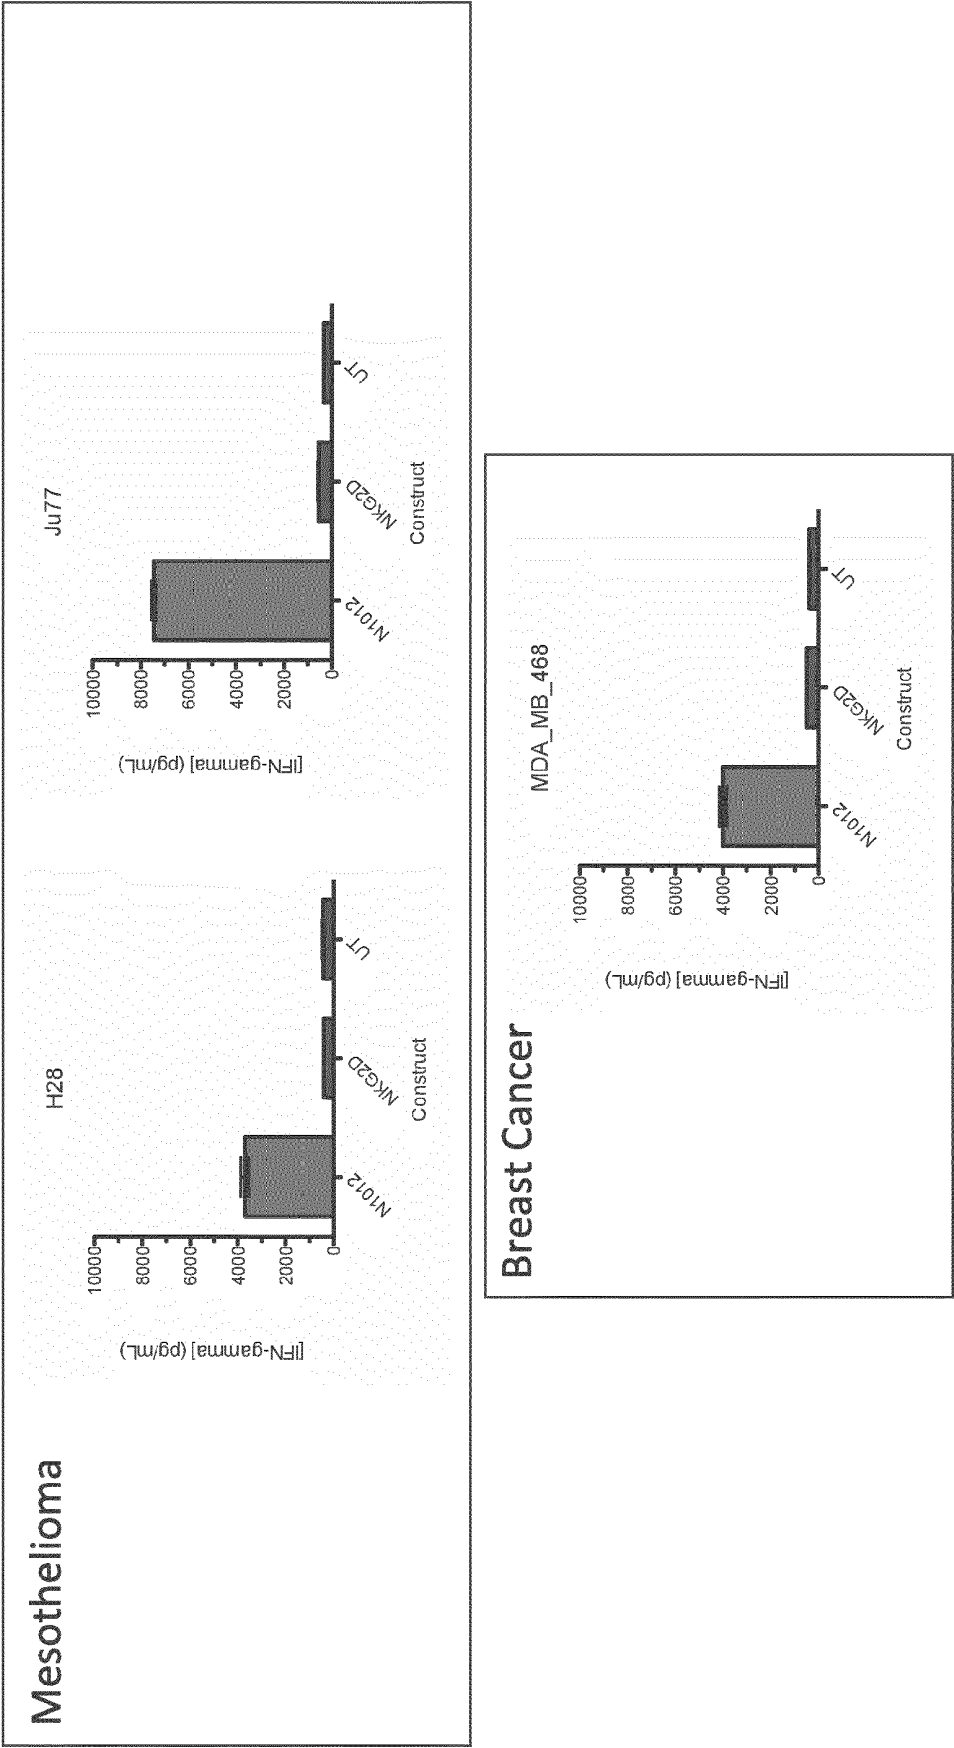 Mesothelioma
H28
[IFN-gamma] (pg/mL)
10000
8000
6000
4000
2000
0
N1012
NKG2D
UT
Construct
Ju77
[IFN-gamma] (pg/mL)
10000
8000
6000
4000
2000
0
N1012
NKG2D
UT
Construct
Breast Cancer
MDA_MB_468
[IFN-gamma] (pg/mL)
10000
8000
6000
4000
2000
0
N1012
NKG2D
UT
Construct